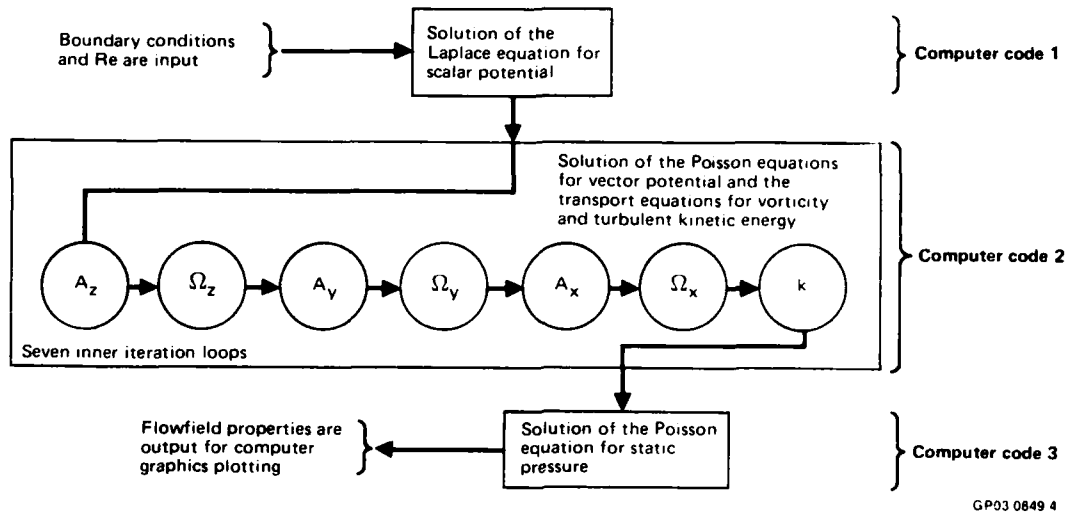 Boundary conditions
and Re are input
Solution of the
Laplace equation for
scalar potential
Computer code 1
Solution of the Poisson equations
for vector potential and the
transport equations for vorticity
and turbulent kinetic energy
Computer code 2
A_z
Ω_z
A_y
Ω_y
A_x
Ω_x
k
Seven inner iteration loops
Flowfield properties are
output for computer
graphics plotting
Solution of the Poisson
equation for static
pressure
Computer code 3
GP03 0849 4